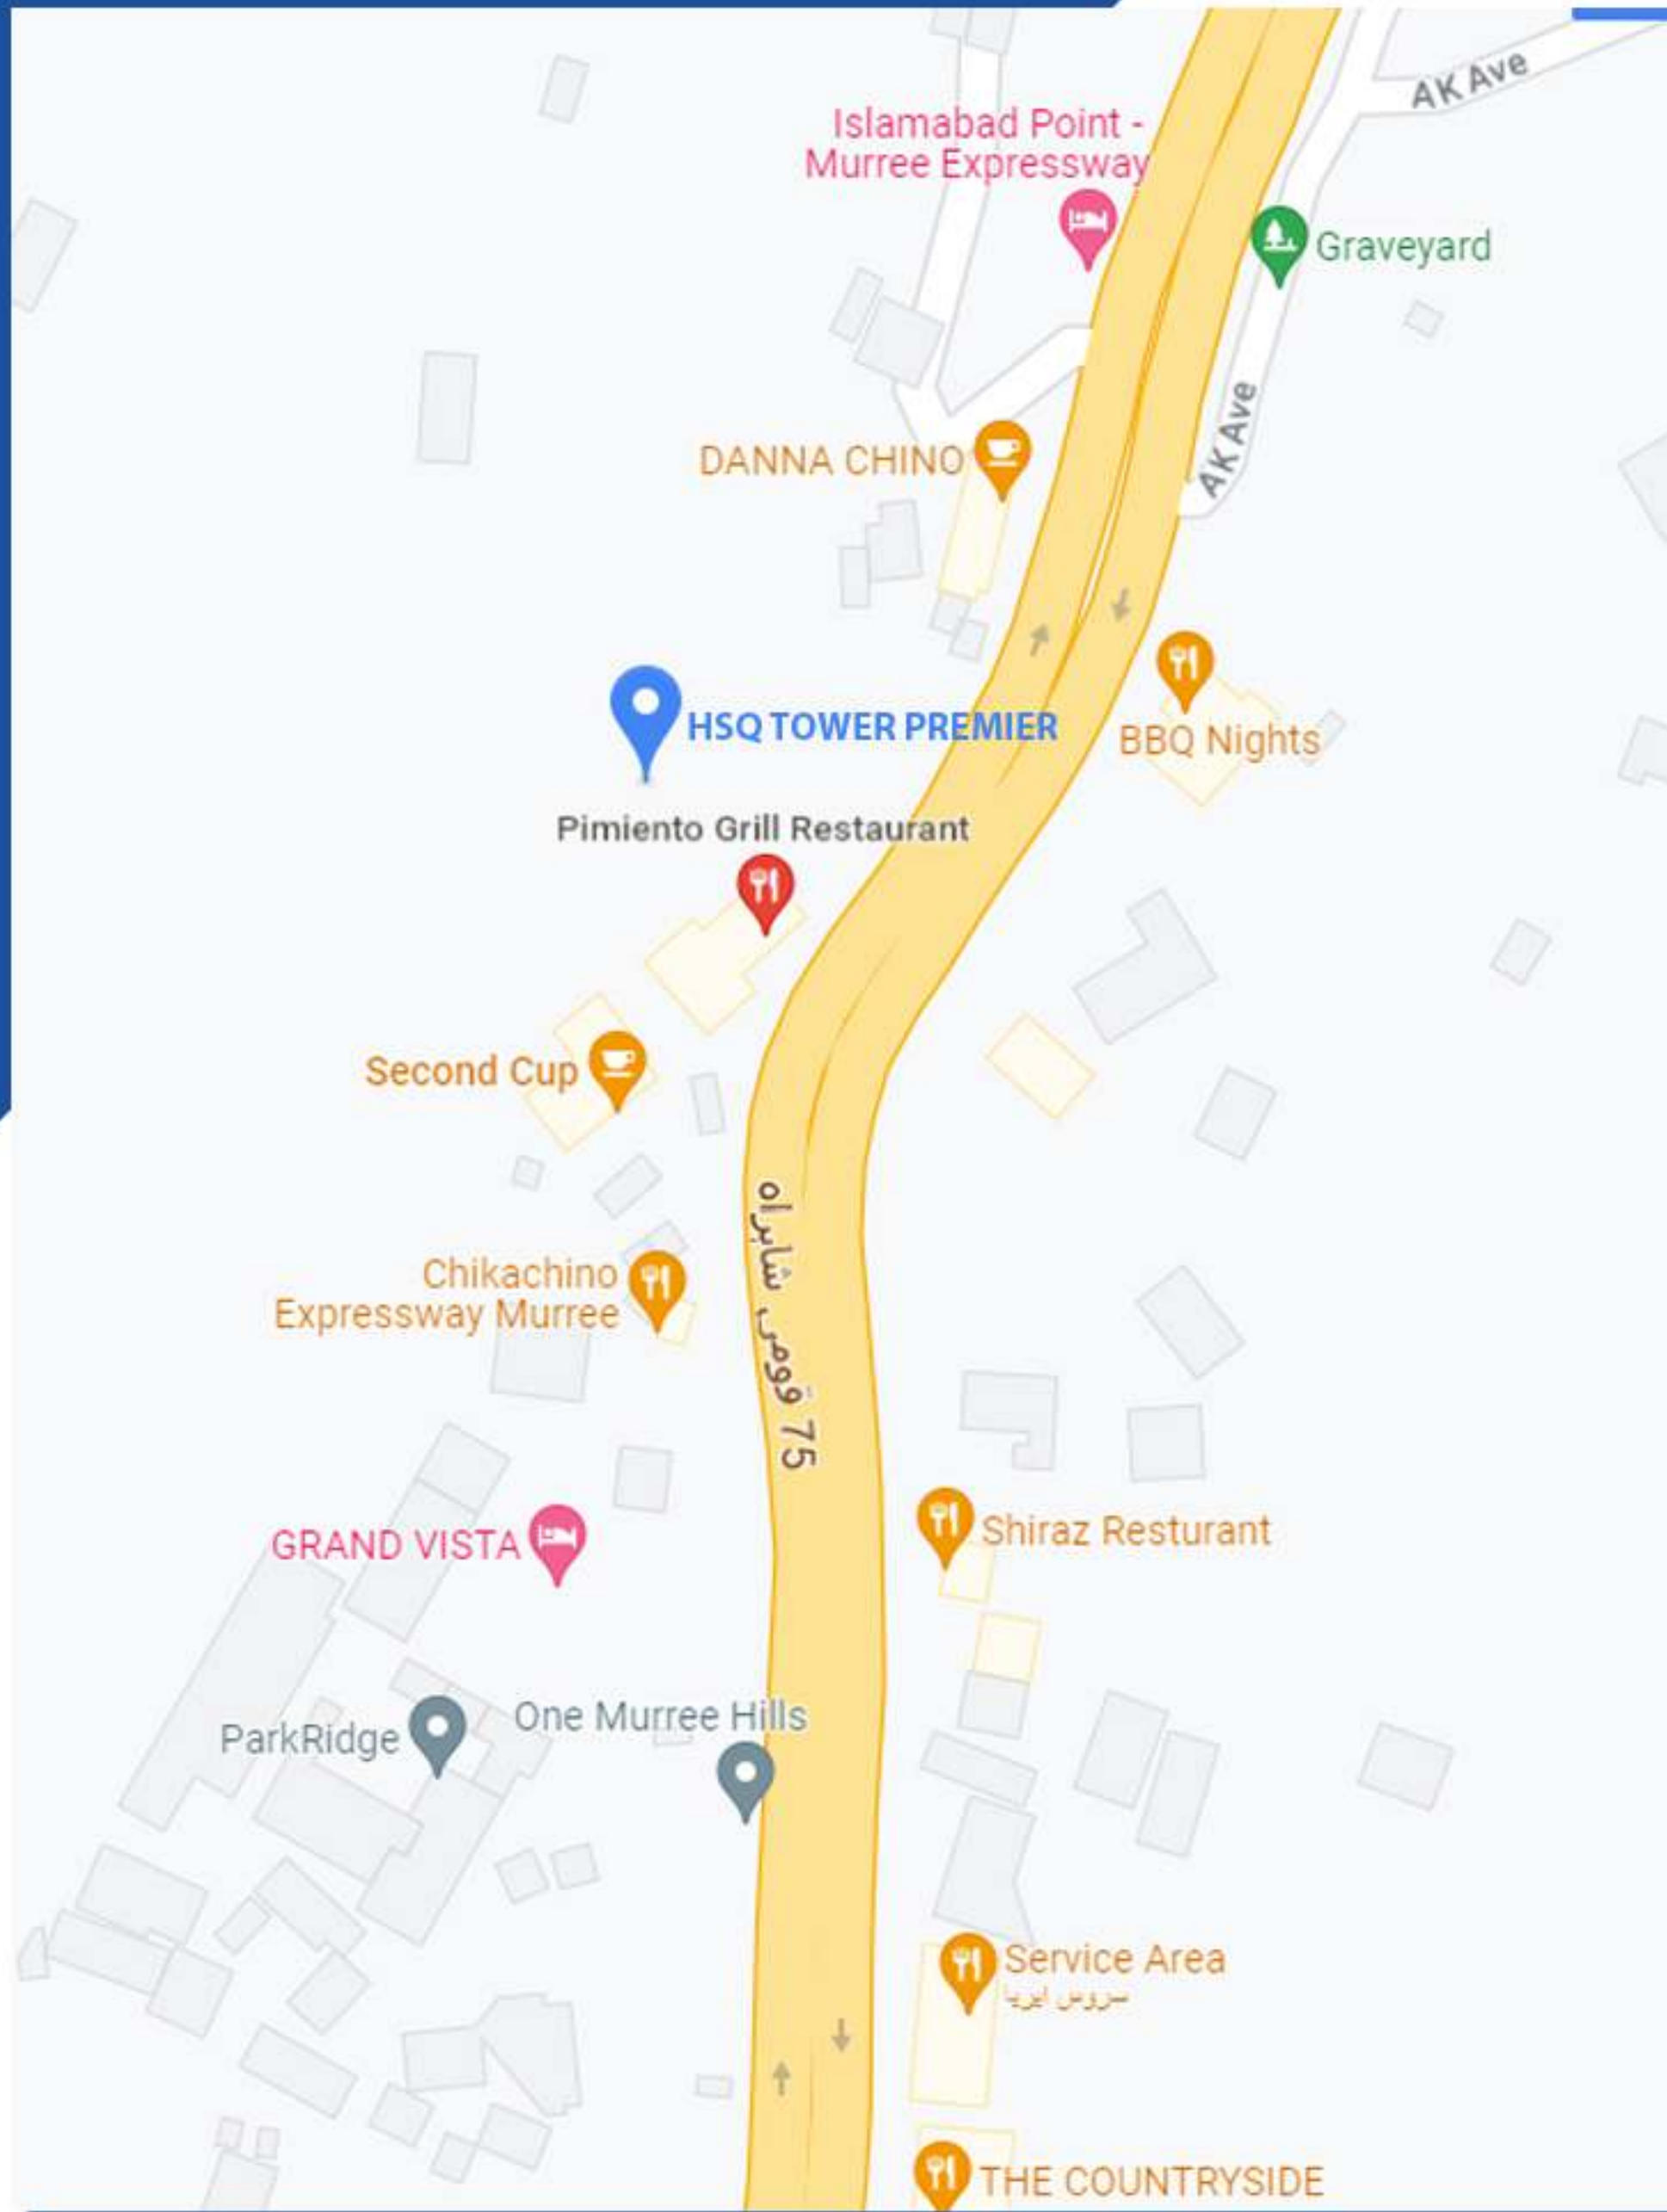 AK Ave
Islamabad Point -
Murree Expressway
Graveyard
AK Ave
DANNA CHINO
HSQ TOWER PREMIER
BBQ Nights
Pimiento Grill Restaurant
Second Cup
75 قومی شاہراہ
Chikachino
Expressway Murree
GRAND VISTA
Shiraz Resturant
ParkRidge
One Murree Hills
Service Area
سروس ایریا
THE COUNTRYSIDE